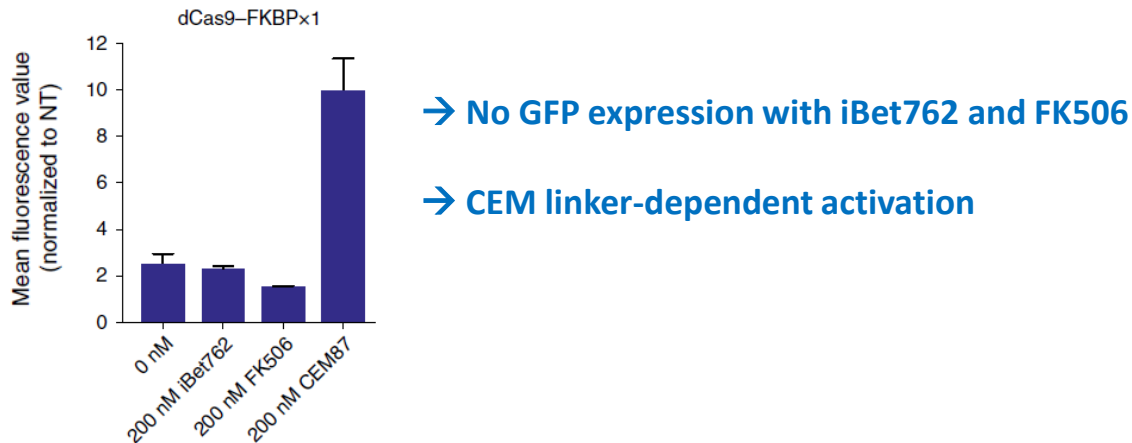 dCas9–FKBP×1
Mean fluorescence value
(normalized to NT)
12
10
8
6
4
2
0
0 nM
200 nM iBet762
200 nM FK506
200 nM CEM87
→ No GFP expression with iBet762 and FK506
→ CEM linker-dependent activation